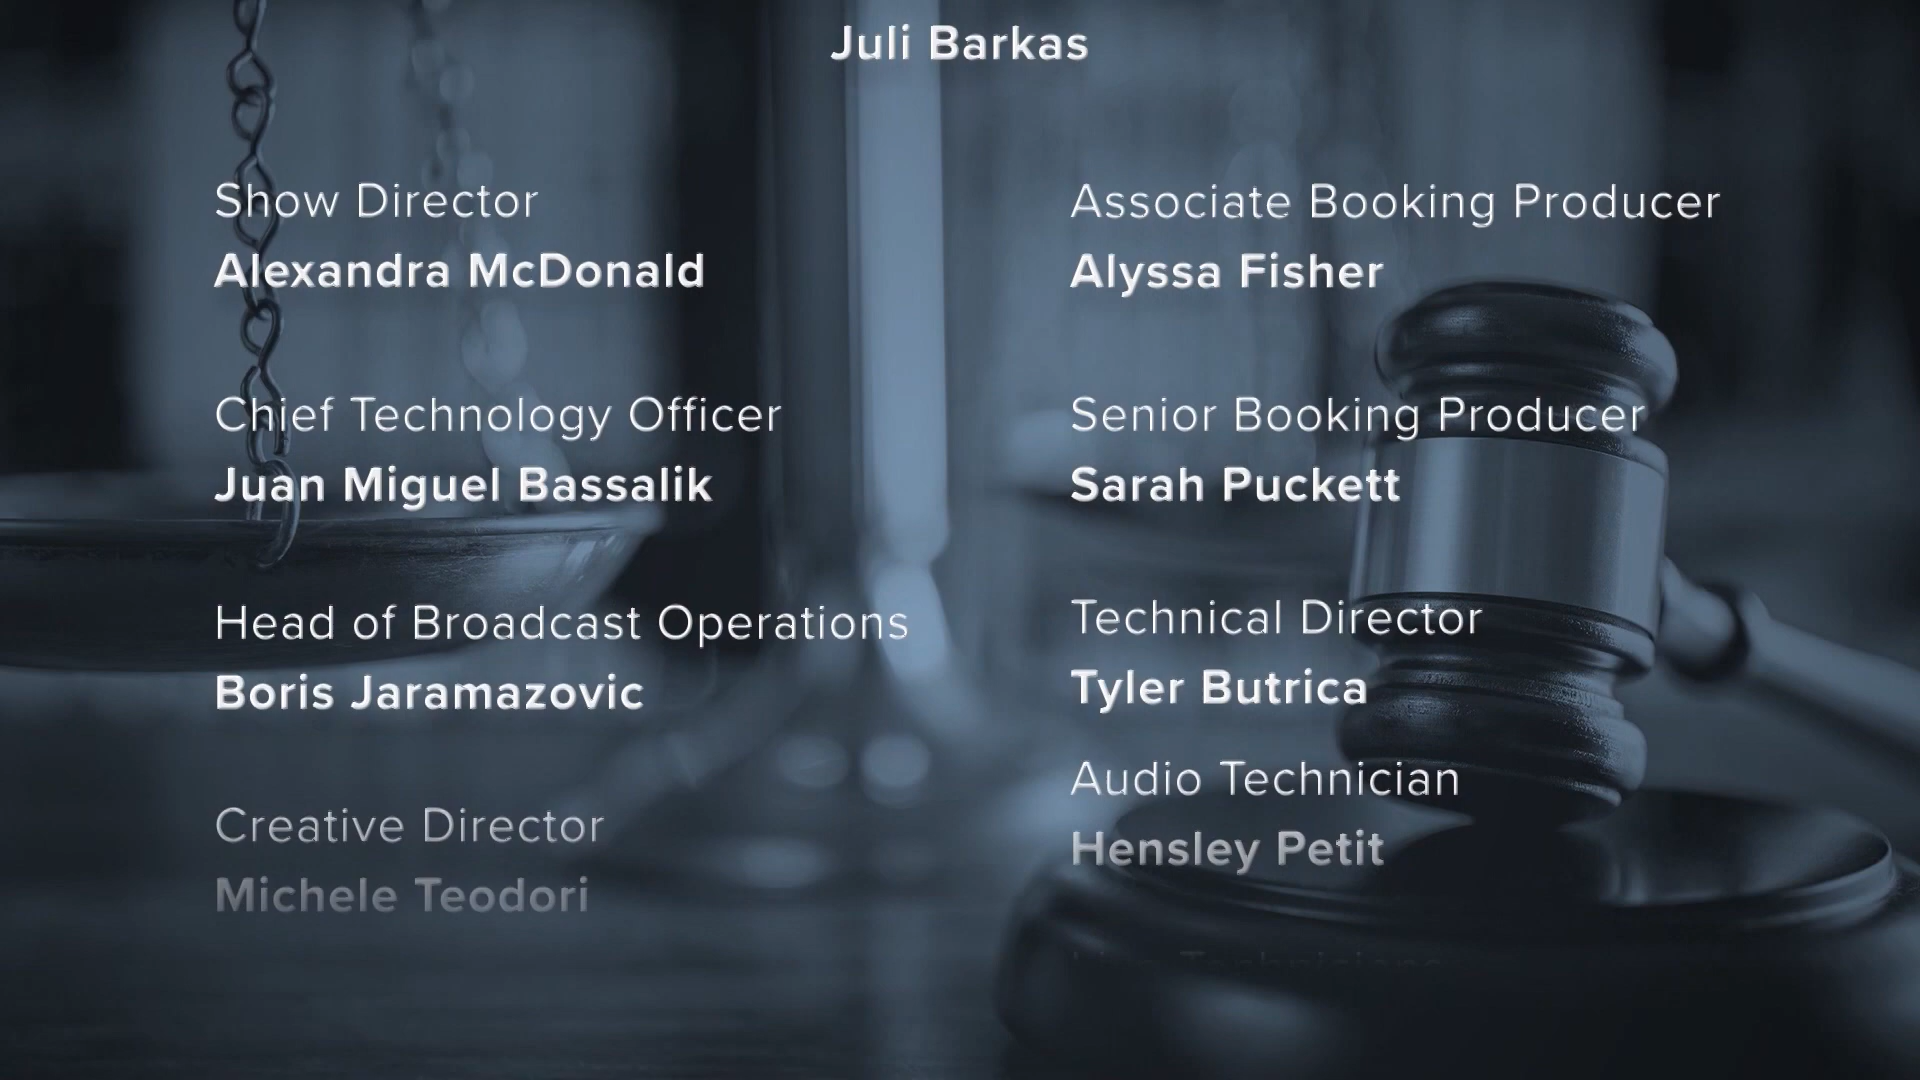 Juli Barkas
Show Director
Alexandra McDonald
Chief Technology Officer
Juan Miguel Bassalik
Head of Broadcast Operations
Boris Jaramazovic
Creative Director
Michele Teodori
Associate Booking Producer
Alyssa Fisher
Senior Booking Producer
Sarah Puckett
Technical Director
Tyler Butrica
Audio Technician
Hensley Petit